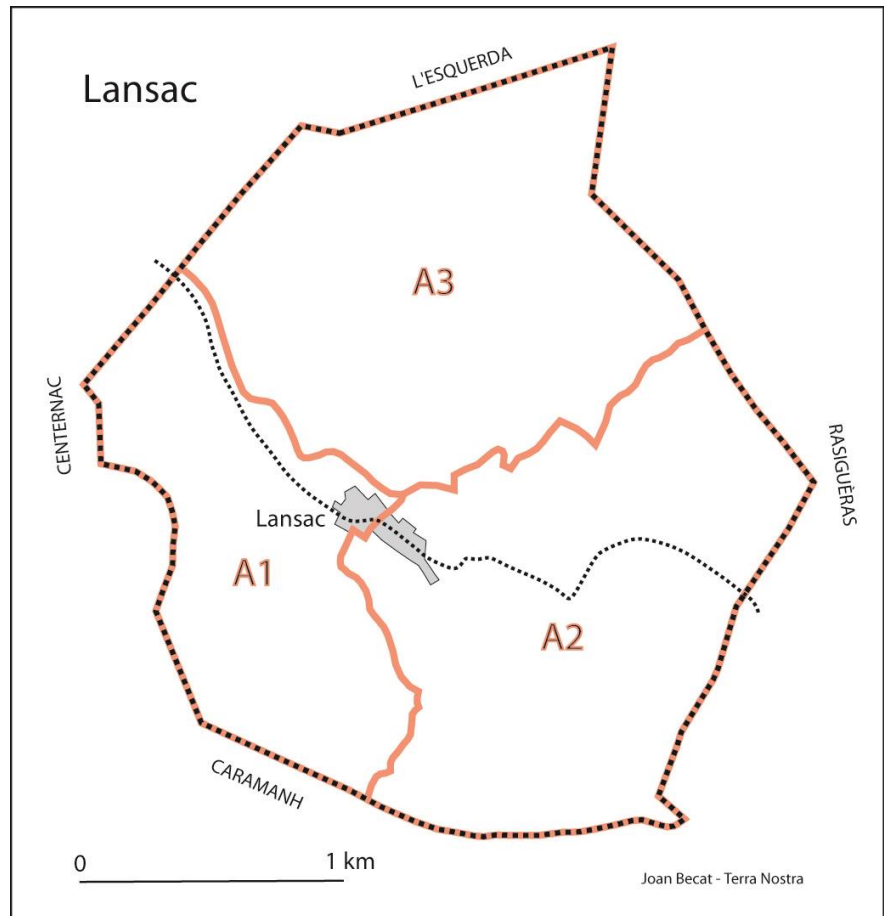 L'ESQUERDA
Lansac
A3
CENTERNAC
RASIGUÈRAS
Lansac
A1
A2
CARAMANH
0 1 km
Joan Becat - Terra Nostra